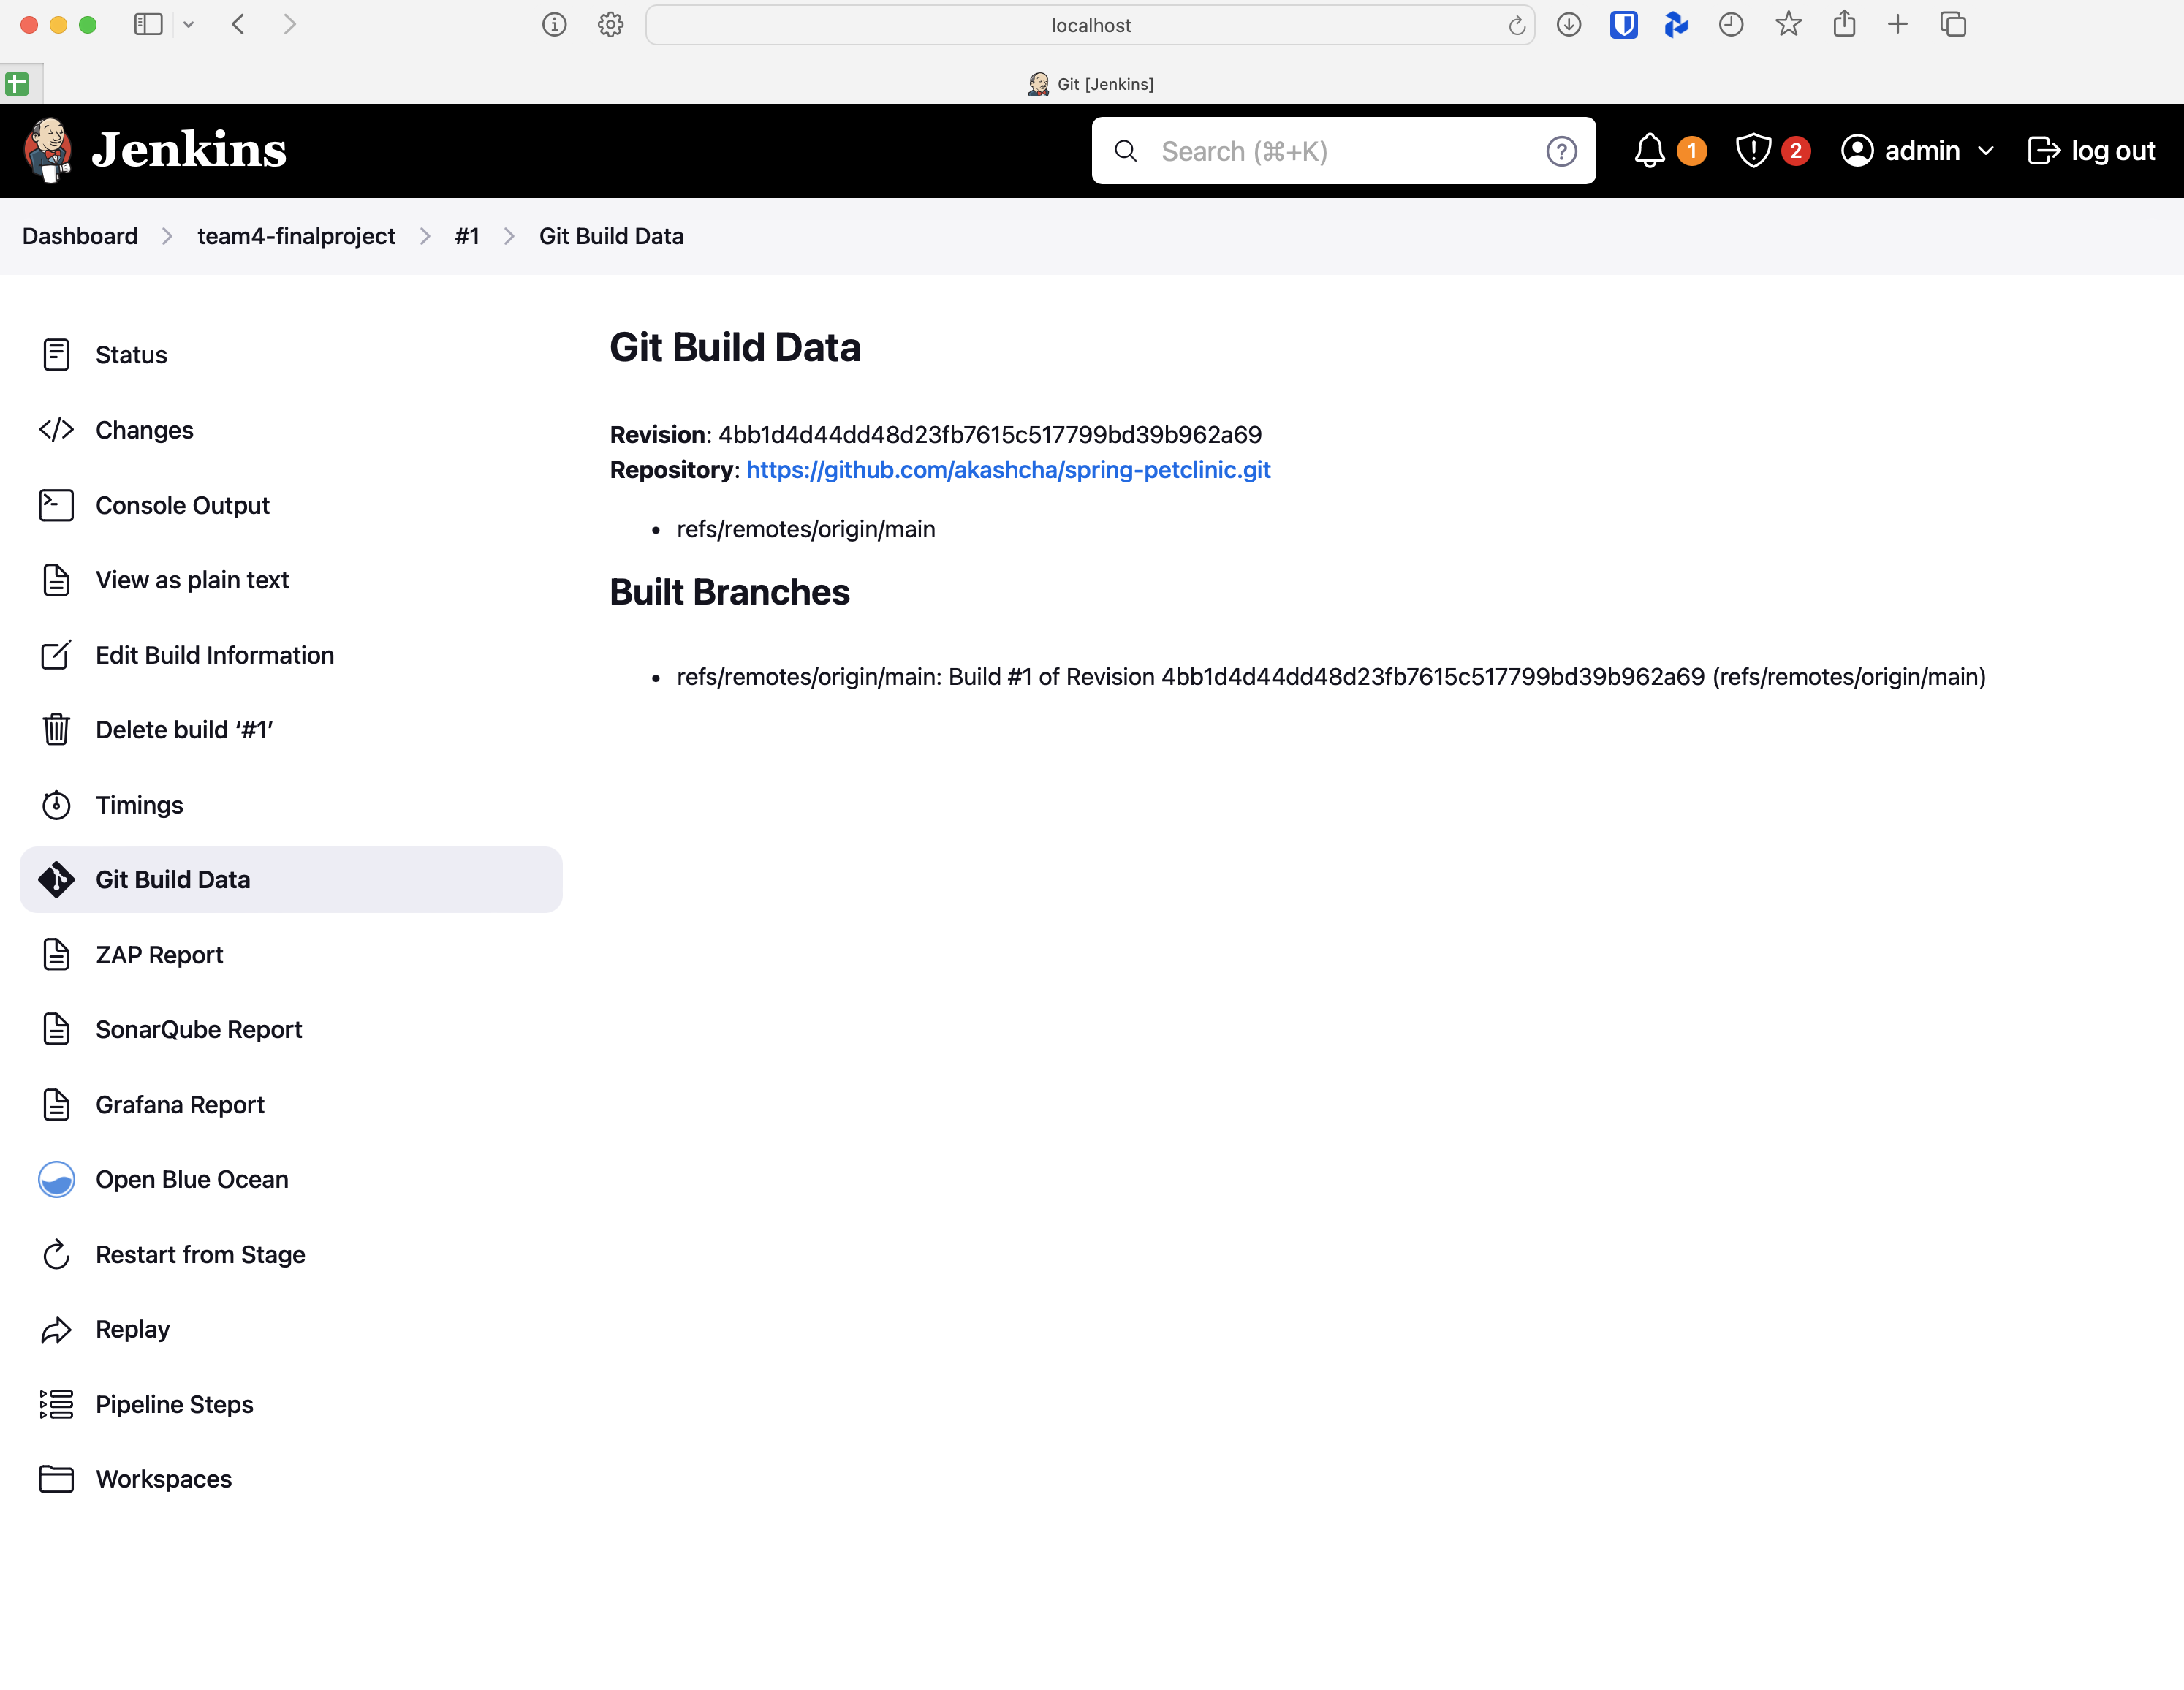 localhost
Git [Jenkins]
Jenkins
Search (⌘+K)
?
1
2
admin
log out
Dashboard > team4-finalproject > #1 > Git Build Data
Status
Changes
Console Output
View as plain text
Edit Build Information
Delete build ‘#1’
Timings
Git Build Data
ZAP Report
SonarQube Report
Grafana Report
Open Blue Ocean
Restart from Stage
Replay
Pipeline Steps
Workspaces
Git Build Data
Revision: 4bb1d4d44dd48d23fb7615c517799bd39b962a69
Repository: https://github.com/akashcha/spring-petclinic.git
• refs/remotes/origin/main
Built Branches
• refs/remotes/origin/main: Build #1 of Revision 4bb1d4d44dd48d23fb7615c517799bd39b962a69 (refs/remotes/origin/main)